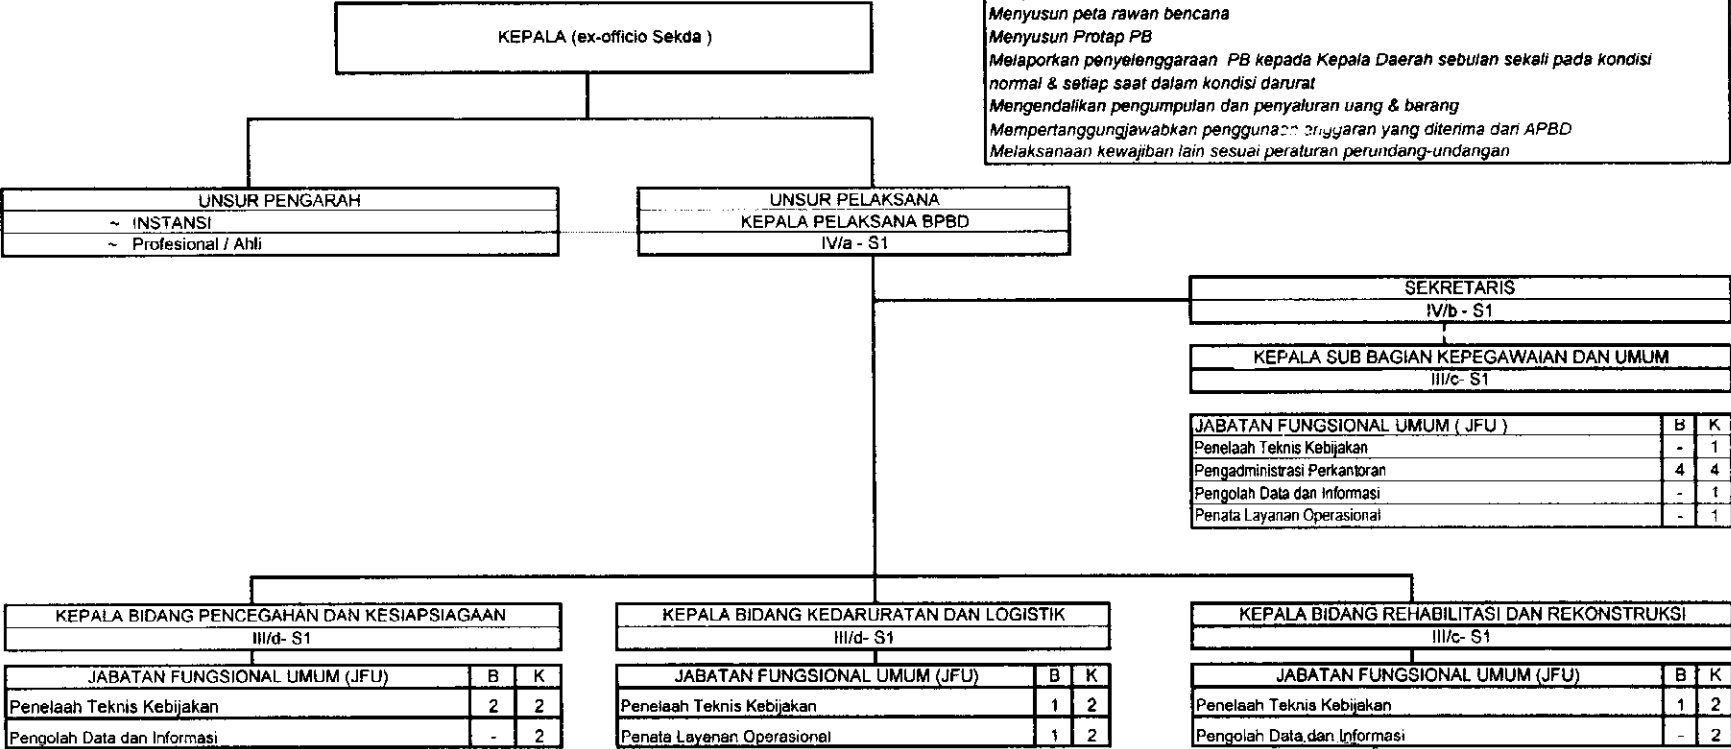 KEPALA (ex-officio Sekda )
Menyusun peta rawan bencana
Menyusun Protap PB
Melaporkan penyelenggaraan PB kepada Kepala Daerah sebulan sekali pada kondisi
normal & setiap saat dalam kondisi darurat
Mengendalikan pengumpulan dan penyaluran uang & barang
Mempertanggungjawabkan penggunaan anggaran yang diterima dari APBD
Melaksanaan kewajiban lain sesuai peraturan perundang-undangan
UNSUR PENGARAH
~ INSTANSI
~ Profesional / Ahli
UNSUR PELAKSANA
KEPALA PELAKSANA BPBD
IV/a - S1
SEKRETARIS
IV/b - S1
KEPALA SUB BAGIAN KEPEGAWAIAN DAN UMUM
III/c- S1
JABATAN FUNGSIONAL UMUM ( JFU ) B K
Penelaah Teknis Kebijakan - 1
Pengadministrasi Perkantoran 4 4
Pengolah Data dan Informasi - 1
Penata Layanan Operasional - 1
KEPALA BIDANG PENCEGAHAN DAN KESIAPSIAGAAN
III/d- S1
JABATAN FUNGSIONAL UMUM (JFU) B K
Penelaah Teknis Kebijakan 2 2
Pengolah Data dan Informasi - 2
KEPALA BIDANG KEDARURATAN DAN LOGISTIK
III/d- S1
JABATAN FUNGSIONAL UMUM (JFU) B K
Penelaah Teknis Kebijakan 1 2
Penata Layanan Operasional 1 2
KEPALA BIDANG REHABILITASI DAN REKONSTRUKSI
III/c- S1
JABATAN FUNGSIONAL UMUM (JFU) B K
Penelaah Teknis Kebijakan 1 2
Pengolah Data dan Informasi - 2